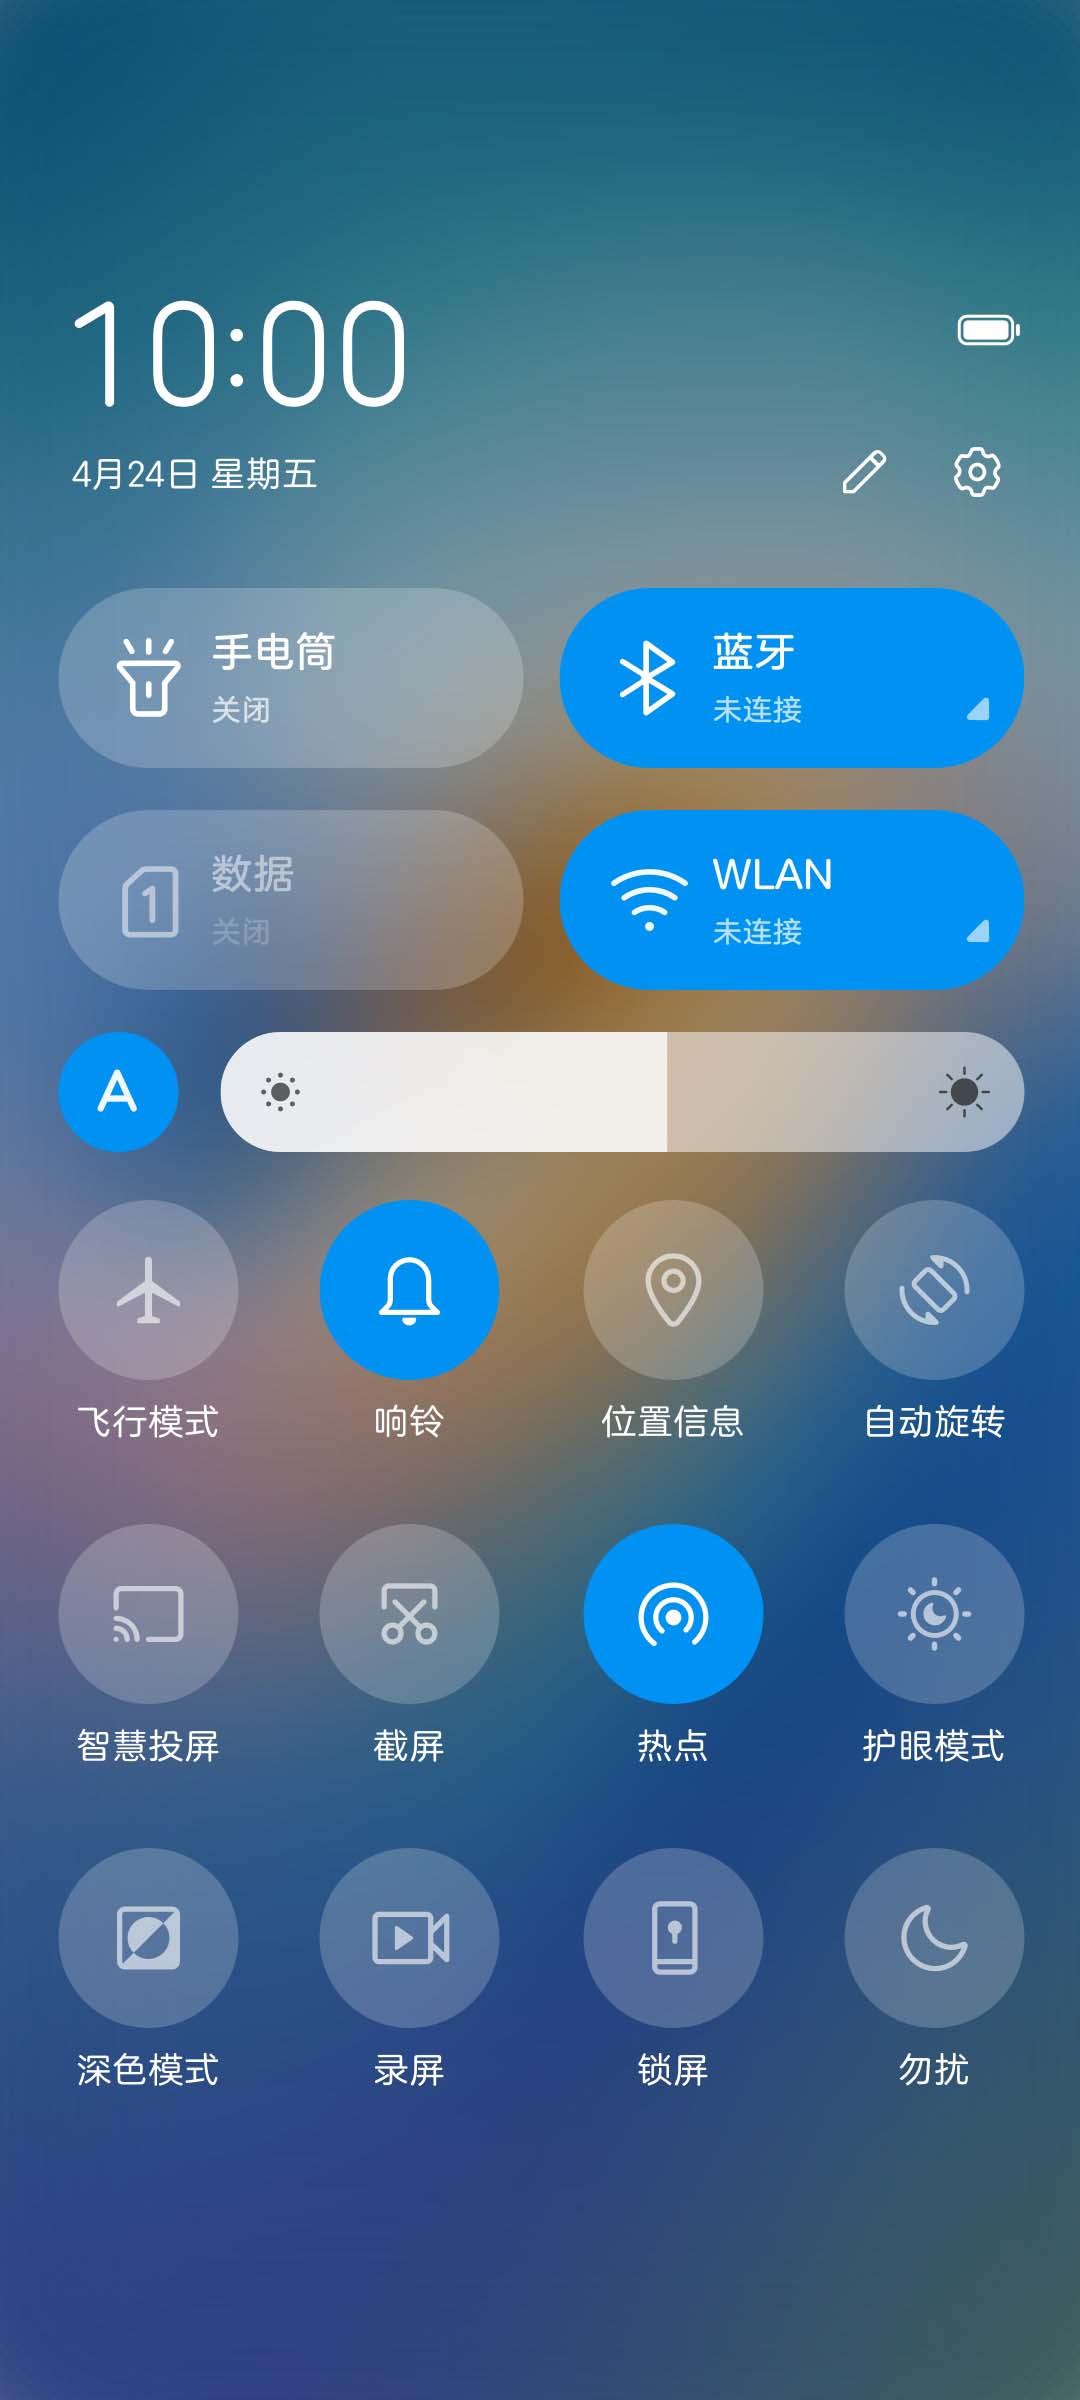 10:00
4月24日 星期五
手电筒
关闭
蓝牙
未连接
数据
关闭
1
WLAN
未连接
A
飞行模式
响铃
位置信息
自动旋转
智慧投屏
截屏
热点
护眼模式
深色模式
录屏
锁屏
勿扰